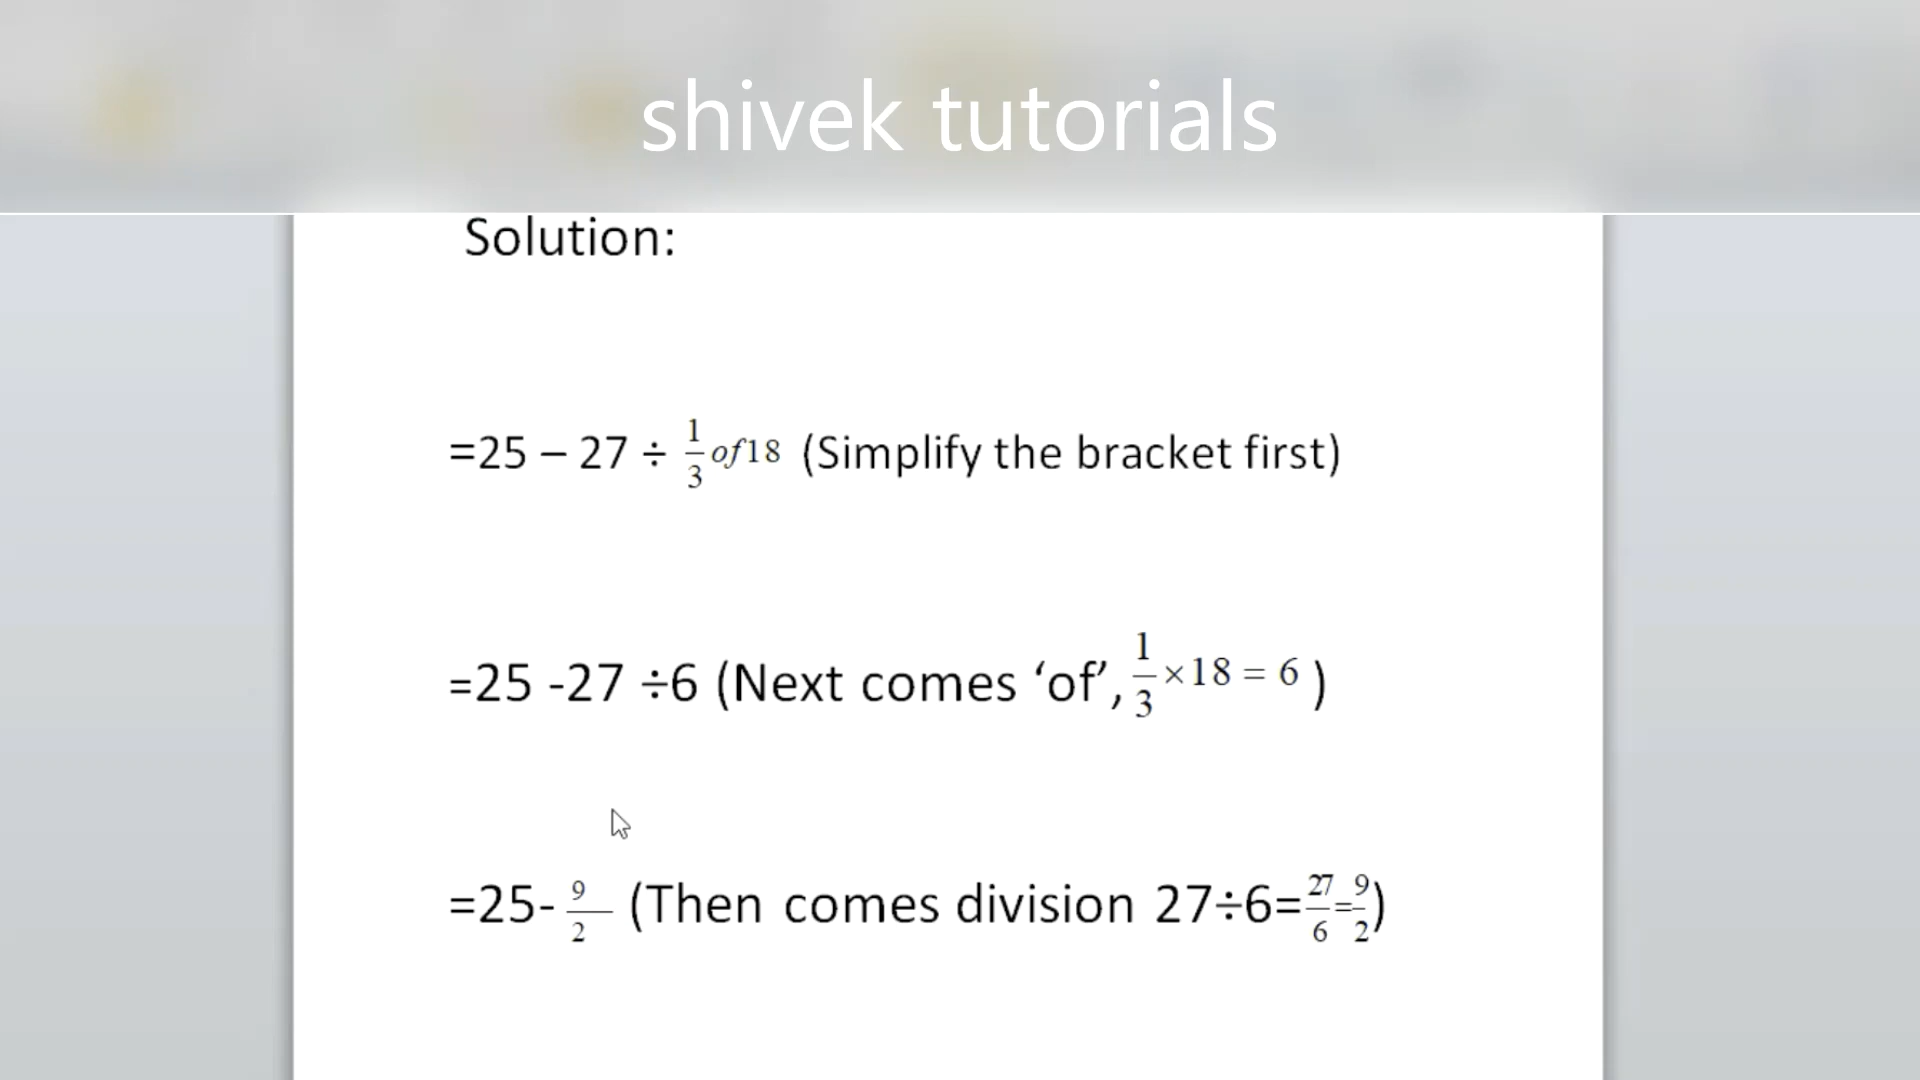 shivek tutorials
Solution:
=25 – 27 ÷ 1/3 of18 (Simplify the bracket first)
=25 -27 ÷6 (Next comes ‘of’, 1/3 ×18 = 6 )
=25- 9/2 (Then comes division 27÷6=27/6=9/2)